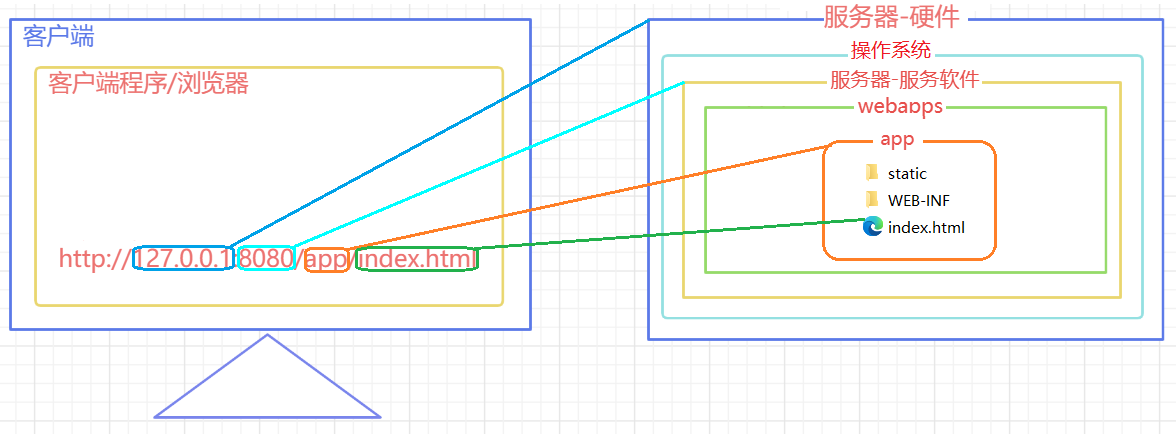 客户端
客户端程序/浏览器
http://127.0.0.1:8080/app/index.html
服务器-硬件
操作系统
服务器-服务软件
webapps
app
static
WEB-INF
index.html